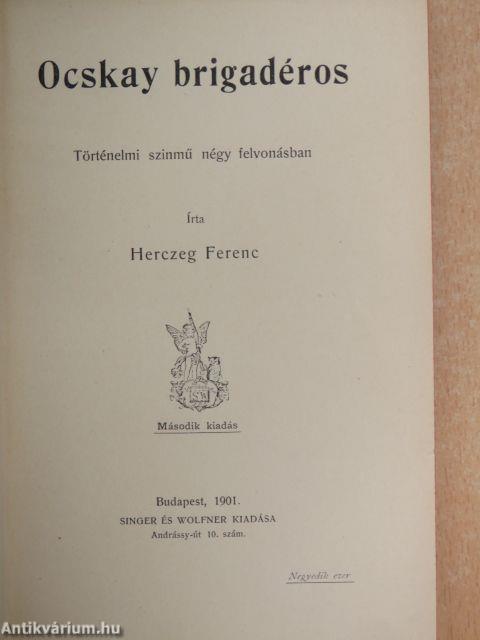 Ocskay brigadéros
Történelmi szinmű négy felvonásban
Írta
Herczeg Ferenc
Második kiadás
Budapest, 1901.
SINGER ÉS WOLFNER KIADÁSA
Andrássy-út 10. szám.
Negyedik ezer
Antikvárium.hu